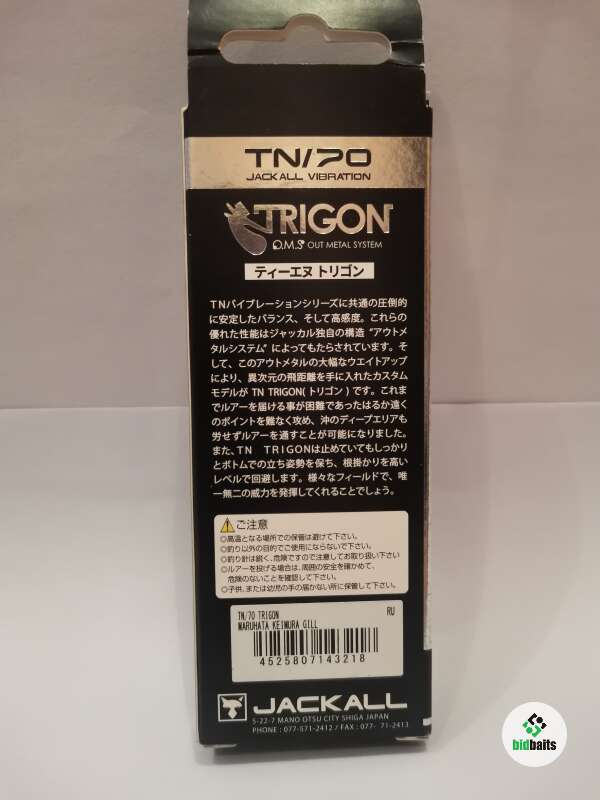 TN/70
JACKALL VIBRATION
TRIGON
O.M.S OUT METAL SYSTEM
ティーエヌ トリゴン
TNバイブレーションシリーズに共通の圧倒的
に安定したバランス、そして高感度。これらの
優れた性能はジャッカル独自の構造 "アウトメ
タルシステム" によってもたらされています。そ
して、このアウトメタルの大幅なウエイトアップ
により、異次元の飛距離を手に入れたカスタム
モデルが TN TRIGON(トリゴン)です。これま
でルアーを届ける事が困難であったはるか遠く
のポイントを難なく攻め、沖のディープエリアも
労せずルアーを通すことが可能になりました。
また、TN TRIGONは止めていてもしっかり
とボトムでの立ち姿勢を保ち、根掛かりを高い
レベルで回避します。様々なフィールドで、唯
一無二の威力を発揮してくれることでしょう。
ご注意
◎高温となる場所での保管は避けて下さい。
◎釣り以外の目的でご使用にならないで下さい。
◎釣り針は鋭く、危険ですので注意してお取り扱い下さい
◎ルアーを投げる場合は、周囲の安全を確かめて、
危険のないことを確認して下さい。
◎子供、または幼児の手の届かない所に保管して下さい。
TN/70 TRIGON RU
MARUHATA KEIMURA GILL
4525807143218
JACKALL
5-22-7 MANO OTSU CITY SHIGA JAPAN
PHONE : 077-571-2412 / FAX : 077- 71-2413
bidbaits